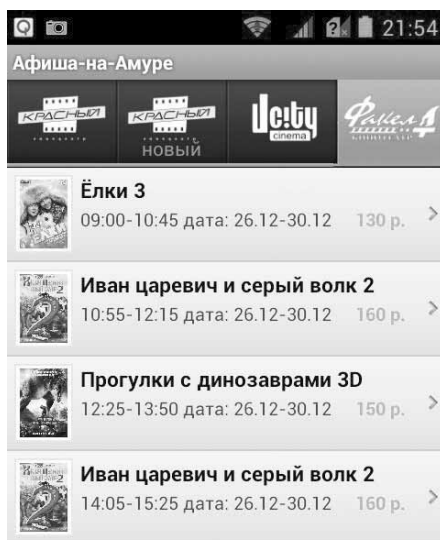 21:54
Афиша-на-Амуре
КРАСНЫЙ
КРАСНЫЙ
НОВЫЙ
city
cinema
Факел
Ёлки 3
09:00-10:45 дата: 26.12-30.12 130 р.
Иван царевич и серый волк 2
10:55-12:15 дата: 26.12-30.12 160 р.
Прогулки с динозаврами 3D
12:25-13:50 дата: 26.12-30.12 150 р.
Иван царевич и серый волк 2
14:05-15:25 дата: 26.12-30.12 160 р.